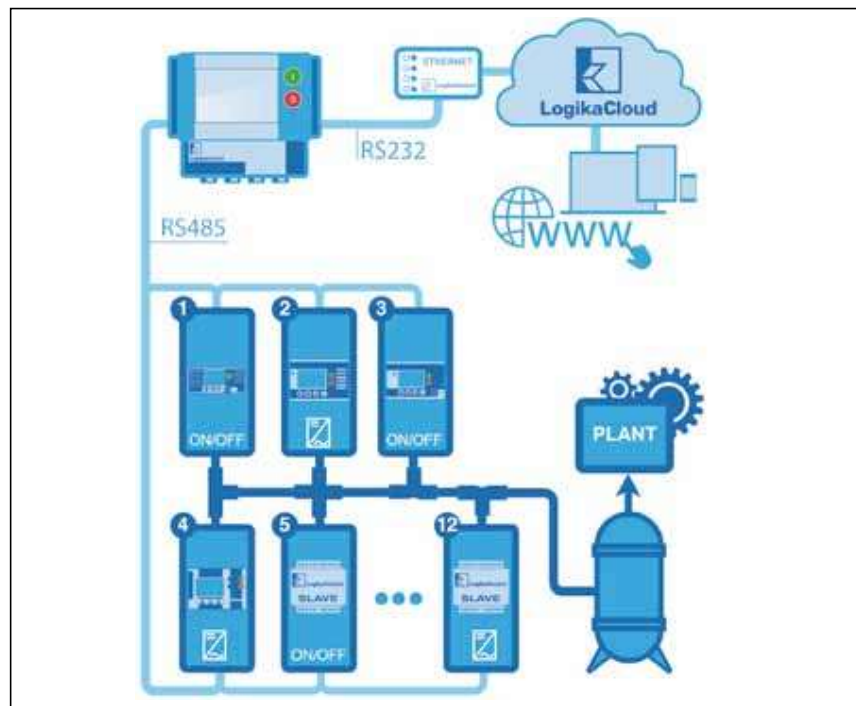 ETHERNET
LogikaCloud
RS232
RS485
WWW
1
2
3
ON/OFF
ON/OFF
PLANT
4
5
12
SLAVE
SLAVE
ON/OFF